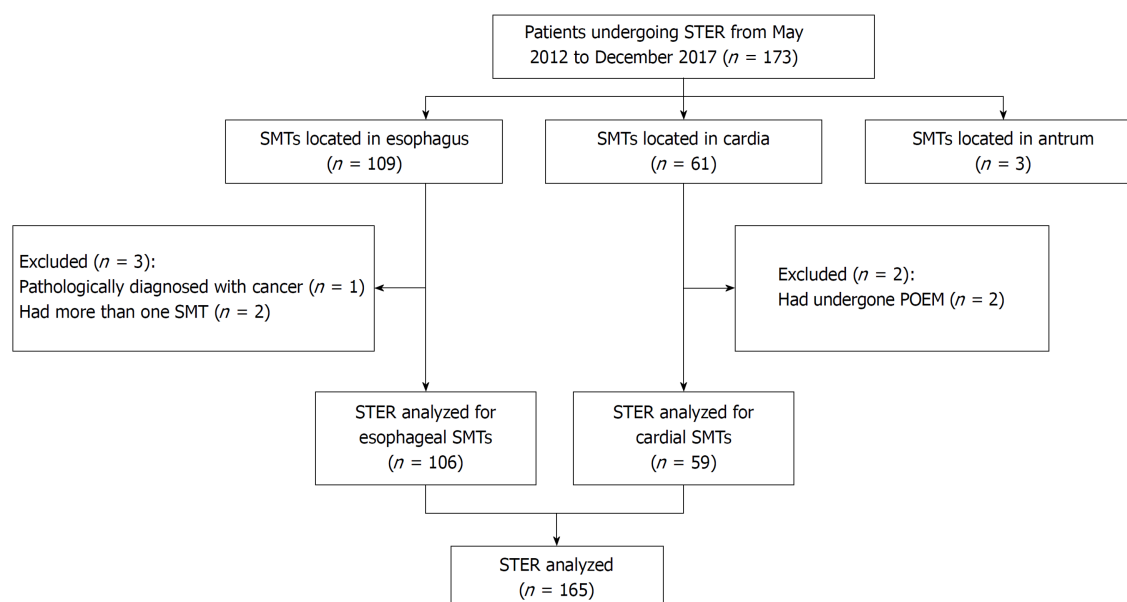 Patients undergoing STER from May
2012 to December 2017 (n = 173)
SMTs located in esophagus
(n = 109)
SMTs located in cardia
(n = 61)
SMTs located in antrum
(n = 3)
Excluded (n = 3):
Pathologically diagnosed with cancer (n = 1)
Had more than one SMT (n = 2)
Excluded (n = 2):
Had undergone POEM (n = 2)
STER analyzed for
esophageal SMTs
(n = 106)
STER analyzed for
cardial SMTs
(n = 59)
STER analyzed
(n = 165)